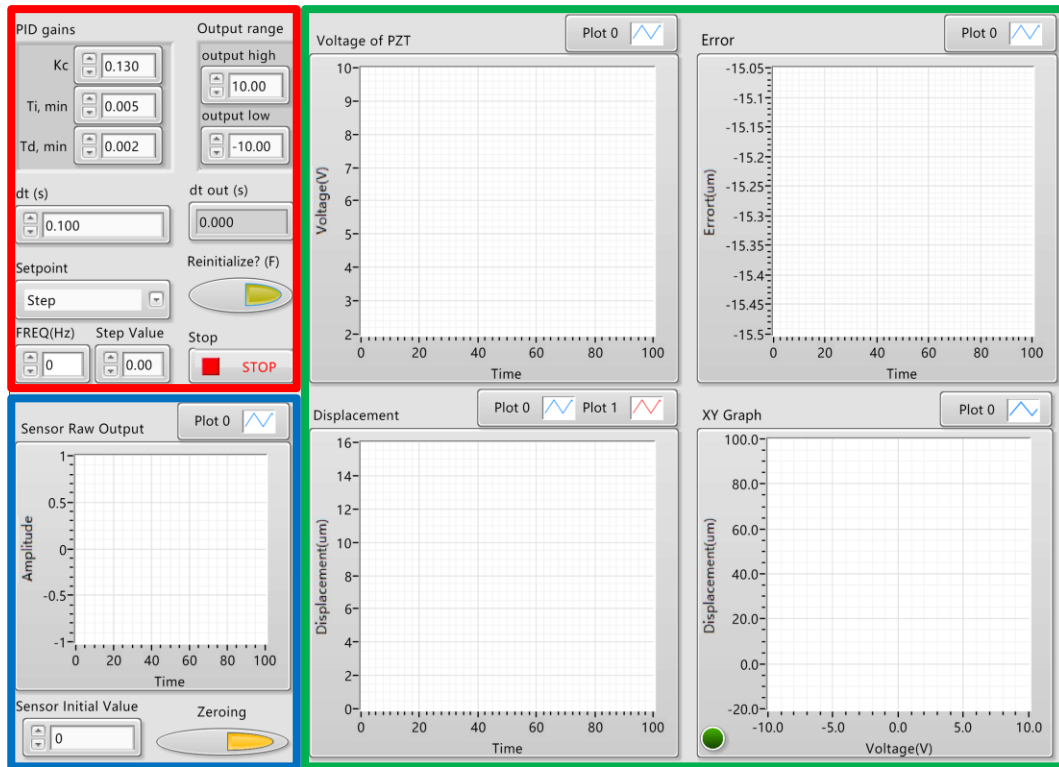 PID gains
Output range
Kc 0.130
Ti, min 0.005
Td, min 0.002
output high
10.00
output low
-10.00
dt (s)
0.100
dt out (s)
0.000
Setpoint
Step
Reinitialize? (F)
FREQ(Hz)
0
Step Value
0.00
Stop
STOP
Voltage of PZT
Plot 0
Voltage(V)
10
9
8
7
6
5
4
3
2
0 20 40 60 80 100
Time
Error
Plot 0
Errort(um)
-15.05
-15.1
-15.15
-15.2
-15.25
-15.3
-15.35
-15.4
-15.45
-15.5
0 20 40 60 80 100
Time
Sensor Raw Output
Plot 0
Amplitude
1
0.5
0
-0.5
-1
0 20 40 60 80 100
Time
Sensor Initial Value
0
Zeroing
Displacement
Plot 0 Plot 1
Displacement(um)
16
14
12
10
8
6
4
2
0
0 20 40 60 80 100
Time
XY Graph
Plot 0
Displacement(um)
100.0
80.0
60.0
40.0
20.0
0.0
-20.0
-10.0 -5.0 0.0 5.0 10.0
Voltage(V)